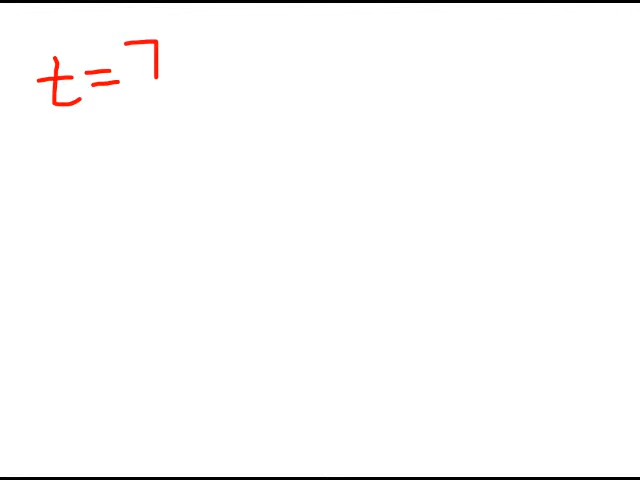 t = 7